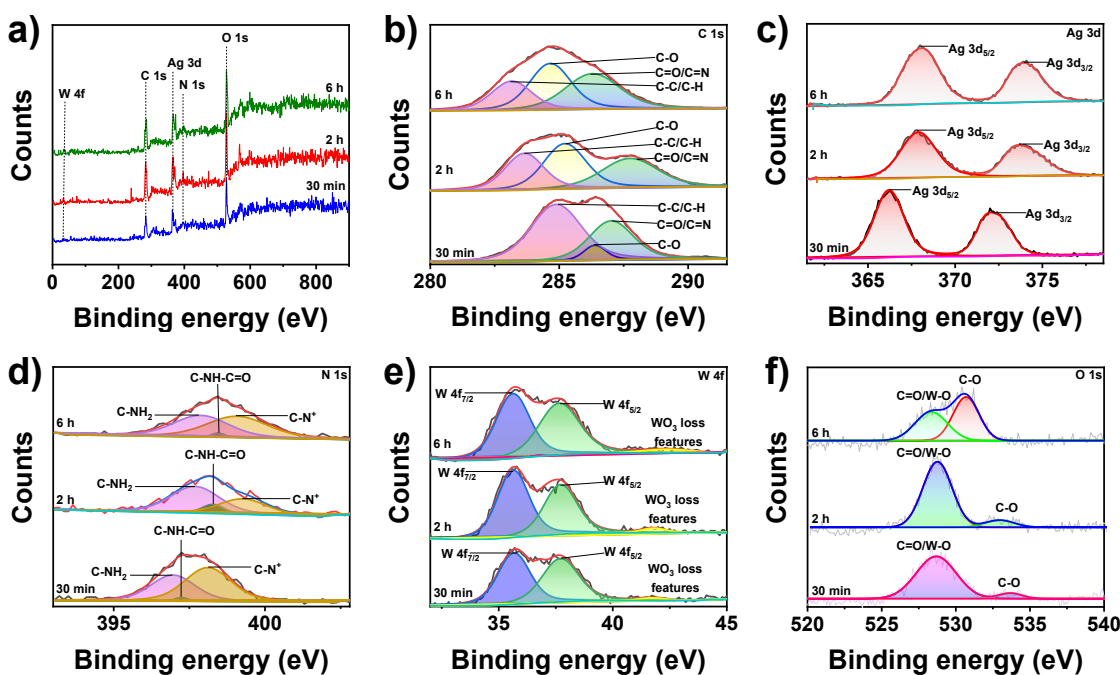 a)
O 1s
Ag 3d
C 1s
N 1s
W 4f
6 h
2 h
30 min
0 200 400 600 800
Counts
Binding energy (eV)
b)
C 1s
C-O
C=O/C=N
C-C/C-H
6 h
C-O
C-C/C-H
C=O/C=N
2 h
C-C/C-H
C=O/C=N
C-O
30 min
280 285 290
Counts
Binding energy (eV)
c)
Ag 3d
Ag 3d5/2
Ag 3d3/2
6 h
Ag 3d5/2
Ag 3d3/2
2 h
Ag 3d5/2
Ag 3d3/2
30 min
365 370 375
Counts
Binding energy (eV)
d)
N 1s
C-NH-C=O
C-NH2
C-N+
6 h
C-NH-C=O
C-NH2
C-N+
2 h
C-NH-C=O
C-NH2
C-N+
30 min
395 400
Counts
Binding energy (eV)
e)
W 4f
W 4f7/2
W 4f5/2
WO3 loss
features
6 h
W 4f7/2
W 4f5/2
WO3 loss
features
2 h
W 4f7/2
W 4f5/2
WO3 loss
features
30 min
35 40 45
Counts
Binding energy (eV)
f)
O 1s
C-O
C=O/W-O
6 h
C=O/W-O
C-O
2 h
C=O/W-O
C-O
30 min
520 525 530 535 540
Counts
Binding energy (eV)